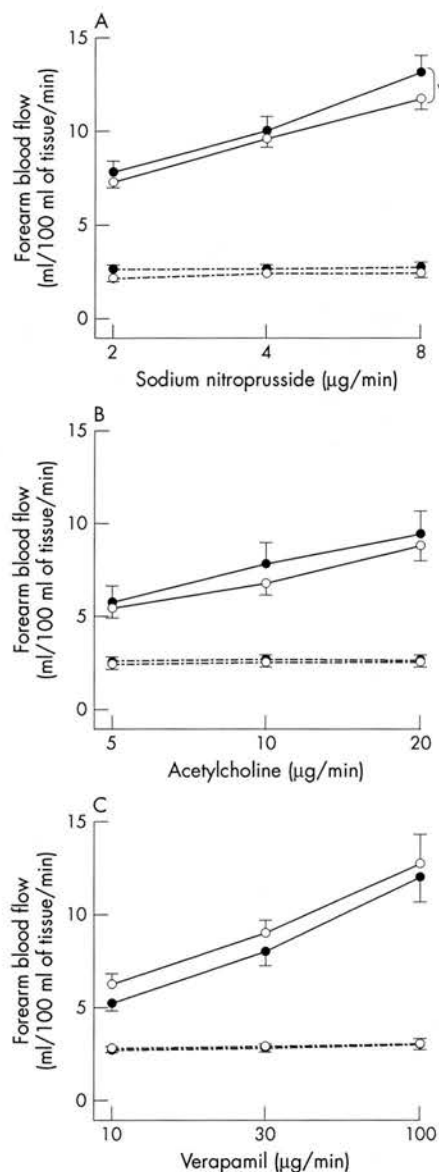 A
Forearm blood flow
(ml/100 ml of tissue/min)
15
10
5
0
2
4
8
Sodium nitroprusside (µg/min)
B
Forearm blood flow
(ml/100 ml of tissue/min)
15
10
5
0
5
10
20
Acetylcholine (µg/min)
C
Forearm blood flow
(ml/100 ml of tissue/min)
15
10
5
0
10
30
100
Verapamil (µg/min)